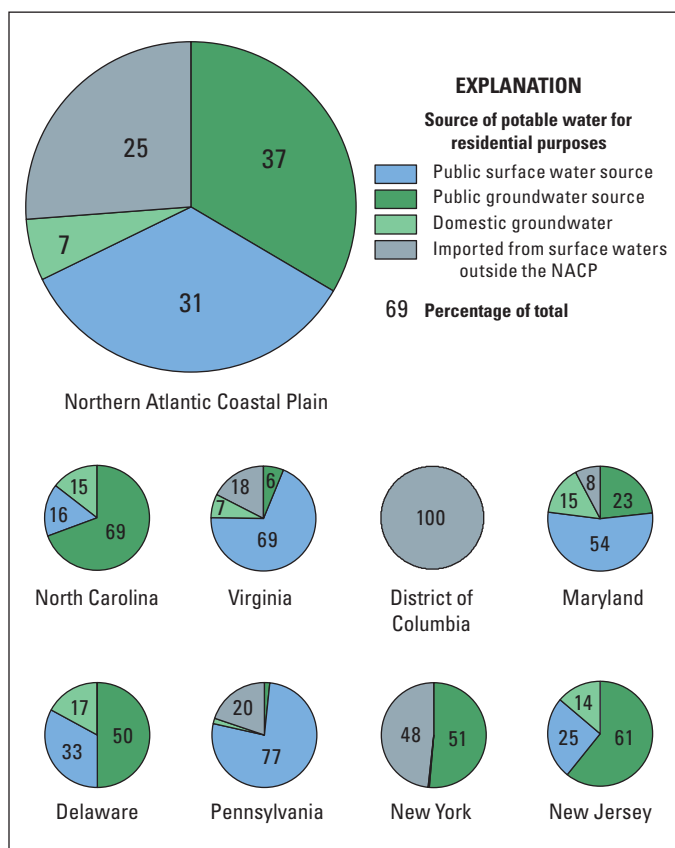 EXPLANATION
Source of potable water for
residential purposes
Public surface water source
Public groundwater source
Domestic groundwater
Imported from surface waters
outside the NACP
69 Percentage of total
25
37
7
31
Northern Atlantic Coastal Plain
15
16
69
North Carolina
18
6
7
69
Virginia
100
District of
Columbia
8
15
23
54
Maryland
17
50
33
Delaware
20
77
Pennsylvania
48
51
New York
14
25
61
New Jersey